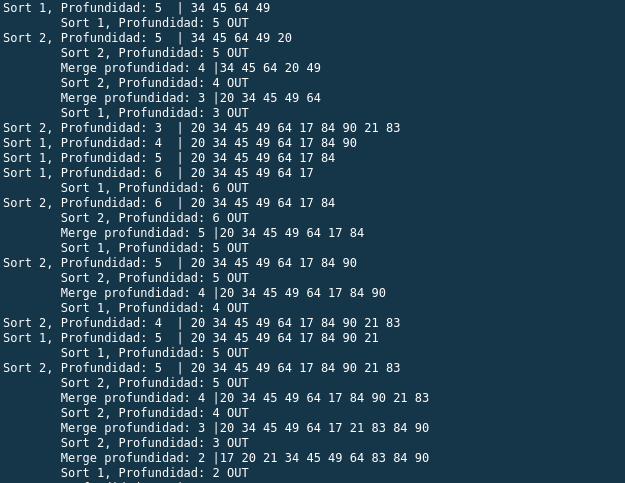 Sort 1, Profundidad: 5  | 34 45 64 49
        Sort 1, Profundidad: 5 OUT
Sort 2, Profundidad: 5  | 34 45 64 49 20
        Sort 2, Profundidad: 5 OUT
        Merge profundidad: 4 |34 45 64 20 49
        Sort 2, Profundidad: 4 OUT
        Merge profundidad: 3 |20 34 45 49 64
        Sort 1, Profundidad: 3 OUT
Sort 2, Profundidad: 3  | 20 34 45 49 64 17 84 90 21 83
Sort 1, Profundidad: 4  | 20 34 45 49 64 17 84 90
Sort 1, Profundidad: 5  | 20 34 45 49 64 17 84
Sort 1, Profundidad: 6  | 20 34 45 49 64 17
        Sort 1, Profundidad: 6 OUT
Sort 2, Profundidad: 6  | 20 34 45 49 64 17 84
        Sort 2, Profundidad: 6 OUT
        Merge profundidad: 5 |20 34 45 49 64 17 84
        Sort 1, Profundidad: 5 OUT
Sort 2, Profundidad: 5  | 20 34 45 49 64 17 84 90
        Sort 2, Profundidad: 5 OUT
        Merge profundidad: 4 |20 34 45 49 64 17 84 90
        Sort 1, Profundidad: 4 OUT
Sort 2, Profundidad: 4  | 20 34 45 49 64 17 84 90 21 83
Sort 1, Profundidad: 5  | 20 34 45 49 64 17 84 90 21
        Sort 1, Profundidad: 5 OUT
Sort 2, Profundidad: 5  | 20 34 45 49 64 17 84 90 21 83
        Sort 2, Profundidad: 5 OUT
        Merge profundidad: 4 |20 34 45 49 64 17 84 90 21 83
        Sort 2, Profundidad: 4 OUT
        Merge profundidad: 3 |20 34 45 49 64 17 21 83 84 90
        Sort 2, Profundidad: 3 OUT
        Merge profundidad: 2 |17 20 21 34 45 49 64 83 84 90
        Sort 1, Profundidad: 2 OUT